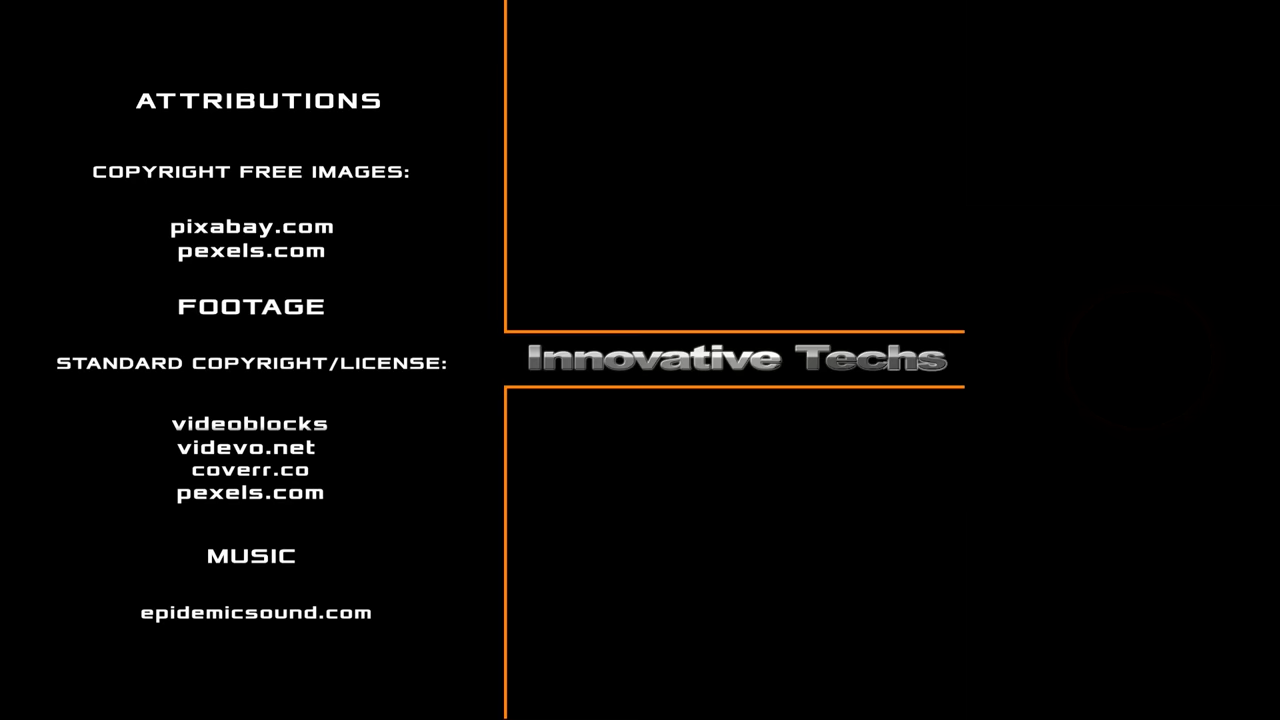 ATTRIBUTIONS
COPYRIGHT FREE IMAGES:
pixabay.com
pexels.com
FOOTAGE
STANDARD COPYRIGHT/LICENSE:
videoblocks
videvo.net
coverr.co
pexels.com
MUSIC
epidemicsound.com
Innovative Techs